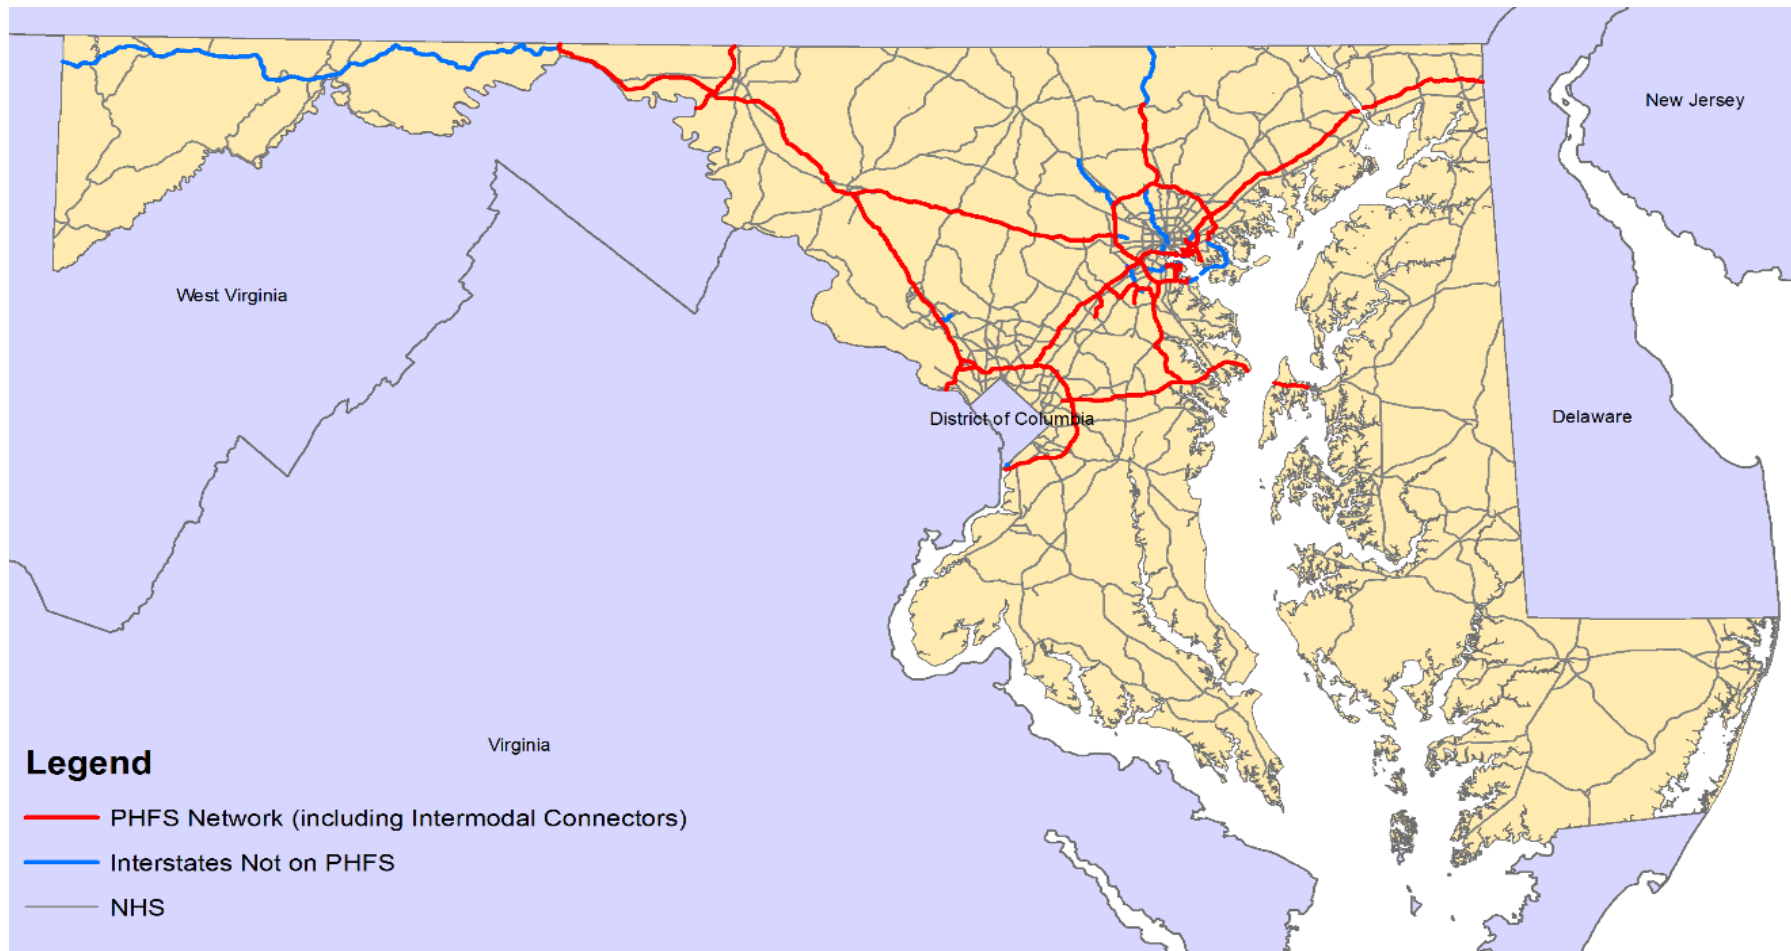 New Jersey
West Virginia
District of Columbia
Delaware
Virginia
Legend
PHFS Network (including Intermodal Connectors)
Interstates Not on PHFS
NHS